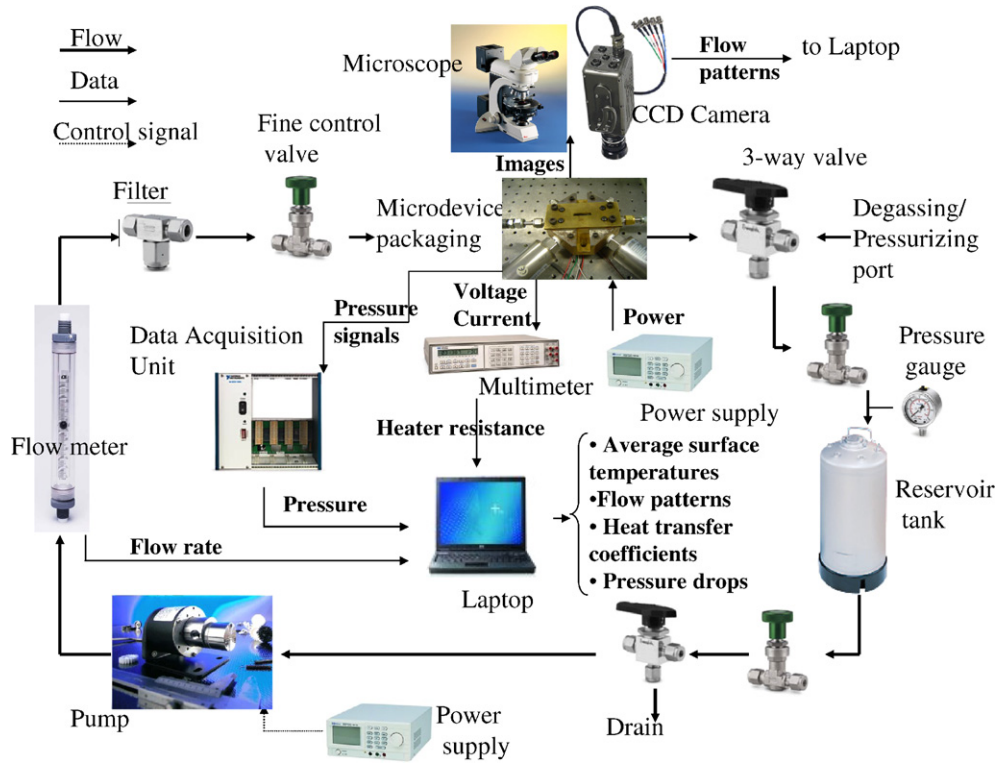 Flow
Data
Control signal
Microscope
Flow
patterns
to Laptop
CCD Camera
Fine control
valve
Images
3-way valve
Filter
Microdevice
packaging
Degassing/
Pressurizing
port
Pressure
signals
Voltage
Current
Power
Data Acquisition
Unit
Multimeter
Power supply
Pressure
gauge
Flow meter
Heater resistance
• Average surface
temperatures
•Flow patterns
• Heat transfer
coefficients
• Pressure drops
Reservoir
tank
Pressure
Flow rate
Laptop
Pump
Power
supply
Drain